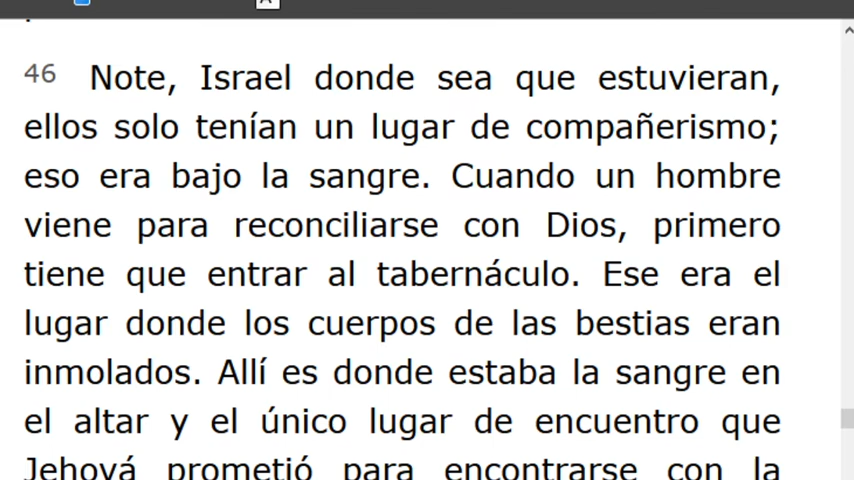 46 Note, Israel donde sea que estuvieran,
ellos solo tenían un lugar de compañerismo;
eso era bajo la sangre. Cuando un hombre
viene para reconciliarse con Dios, primero
tiene que entrar al tabernáculo. Ese era el
lugar donde los cuerpos de las bestias eran
inmolados. Allí es donde estaba la sangre en
el altar y el único lugar de encuentro que
Jehová prometió para encontrarse con la